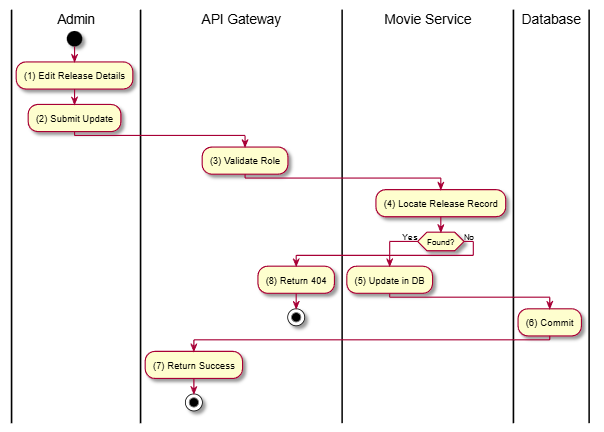 Admin
API Gateway
Movie Service
Database
(1) Edit Release Details
(2) Submit Update
(3) Validate Role
(4) Locate Release Record
Yes
Found?
No
(8) Return 404
(5) Update in DB
(6) Commit
(7) Return Success